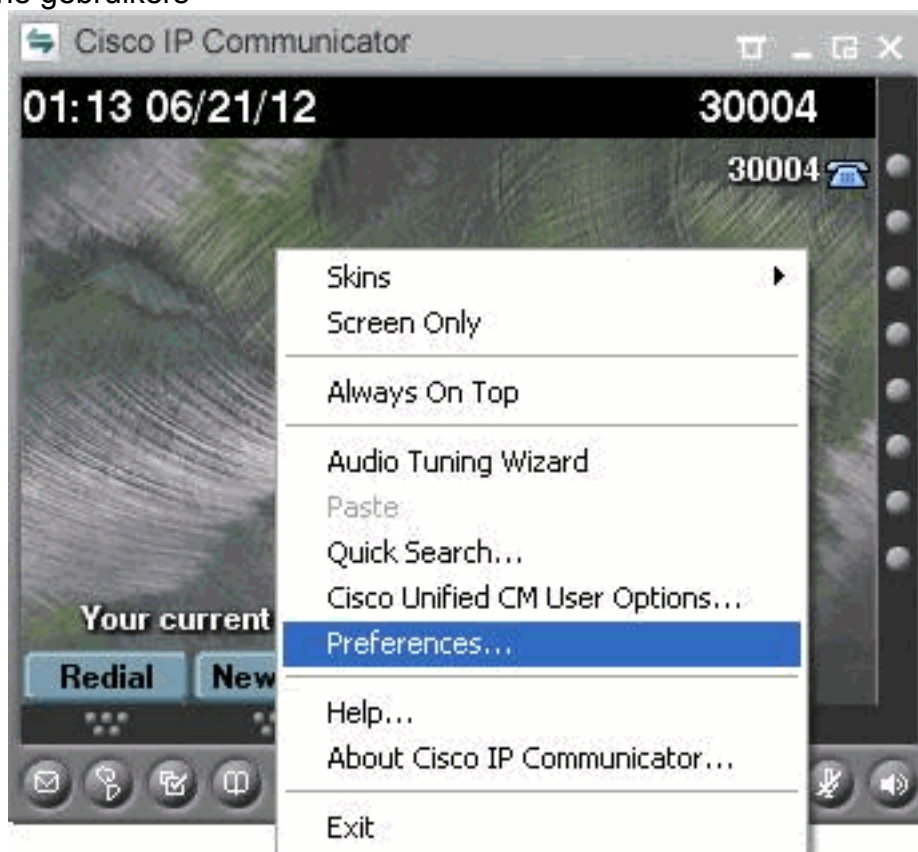 gebruikers
Cisco IP Communicator
01:13 06/21/12 30004
30004
Skins
Screen Only
Always On Top
Audio Tuning Wizard
Paste
Quick Search...
Cisco Unified CM User Options...
Your current
Preferences...
Redial New
Help...
About Cisco IP Communicator...
Exit